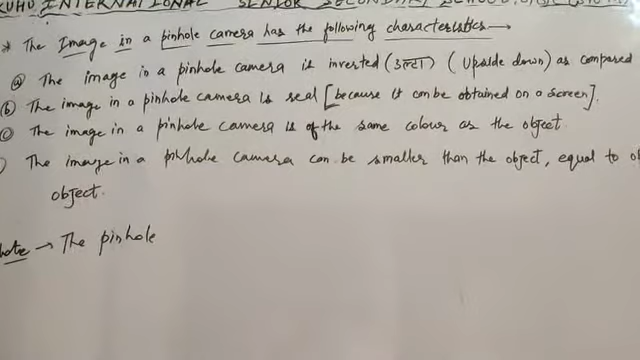 KUHU INTERNATIONAL SENIOR SECONDARY SCHOOL
* The Image in a pinhole camera has the following characteristics →
(a) The image in a pinhole camera is inverted (उल्टा) (Upside down) as compared
(b) The image in a pinhole camera is real [because it can be obtained on a screen].
(c) The image in a pinhole camera is of the same colour as the object.
) The image in a pinhole camera can be smaller than the object, equal to ob
object.
Note → The pinhole